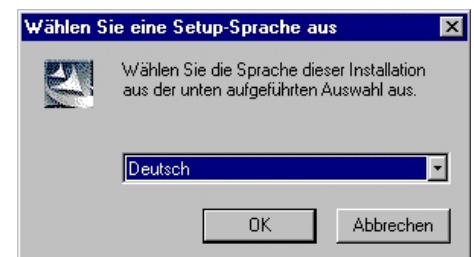 Wählen Sie eine Setup-Sprache aus
Wählen Sie die Sprache dieser Installation
aus der unten aufgeführten Auswahl aus.
Deutsch
OK Abbrechen